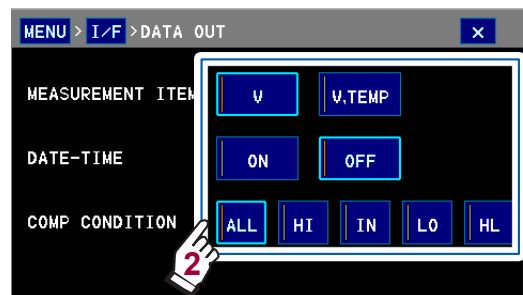 MENU > I/F >DATA OUT ×
MEASUREMENT ITEM V V,TEMP
DATE-TIME ON OFF
COMP CONDITION ALL HI IN LO HL
2